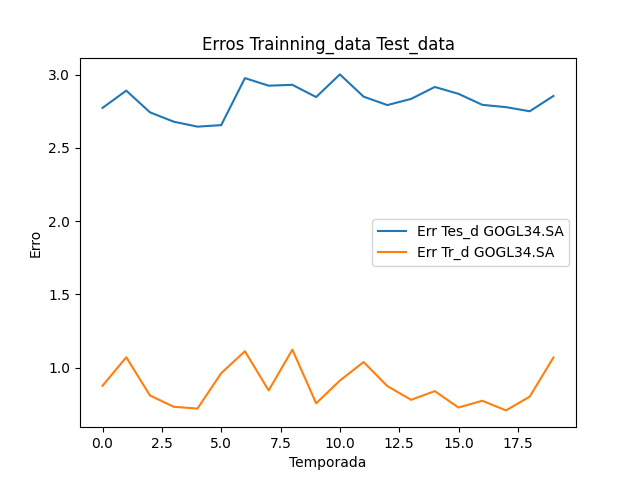 Erros Trainning_data Test_data
3.0
2.5
2.0
1.5
1.0
Erro
Err Tes_d GOGL34.SA
Err Tr_d GOGL34.SA
0.0 2.5 5.0 7.5 10.0 12.5 15.0 17.5
Temporada